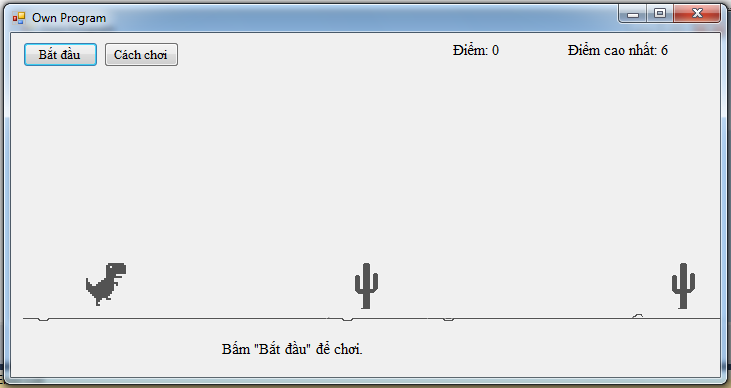 Own Program
Bắt đầu Cách chơi Điểm: 0 Điểm cao nhất: 6
Bấm "Bắt đầu" để chơi.